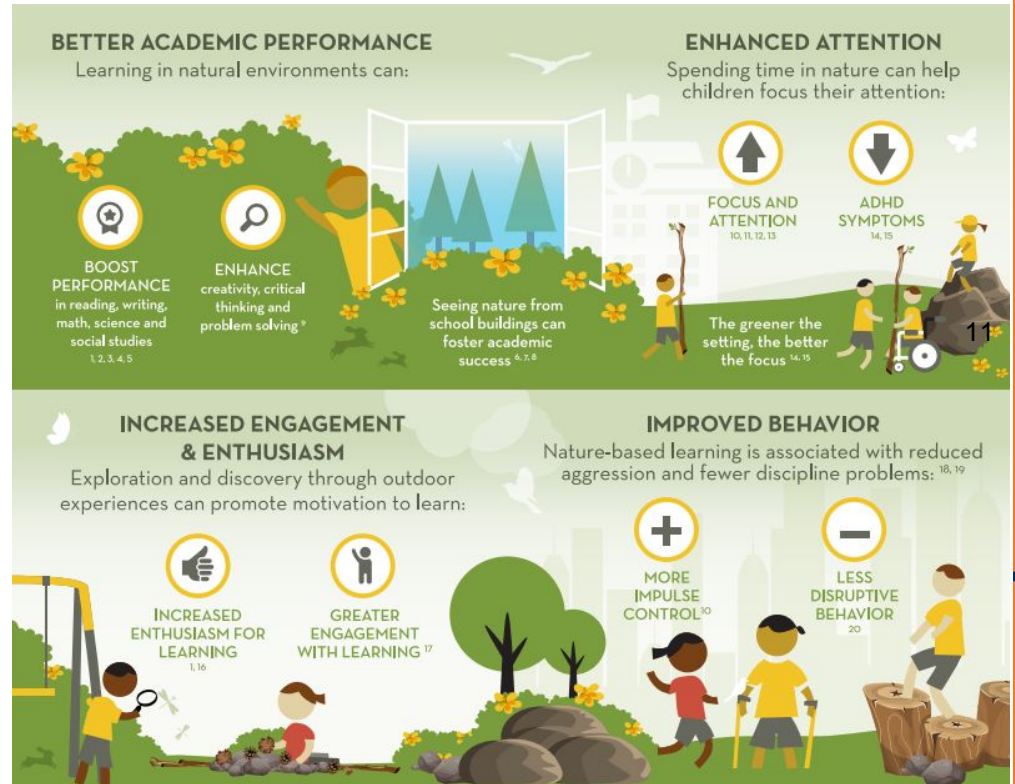 BETTER ACADEMIC PERFORMANCE
Learning in natural environments can:
BOOST
PERFORMANCE
in reading, writing,
math, science and
social studies
1, 2, 3, 4, 5
ENHANCE
creativity, critical
thinking and
problem solving 9
Seeing nature from
school buildings can
foster academic
success 6, 7, 8
ENHANCED ATTENTION
Spending time in nature can help
children focus their attention:
FOCUS AND
ATTENTION
10, 11, 12, 13
ADHD
SYMPTOMS
14, 15
The greener the
setting, the better
the focus 14, 15
11
INCREASED ENGAGEMENT
& ENTHUSIASM
Exploration and discovery through outdoor
experiences can promote motivation to learn:
INCREASED
ENTHUSIASM FOR
LEARNING
1, 16
GREATER
ENGAGEMENT
WITH LEARNING 17
IMPROVED BEHAVIOR
Nature-based learning is associated with reduced
aggression and fewer discipline problems: 18, 19
MORE
IMPULSE
CONTROL 10
LESS
DISRUPTIVE
BEHAVIOR
20